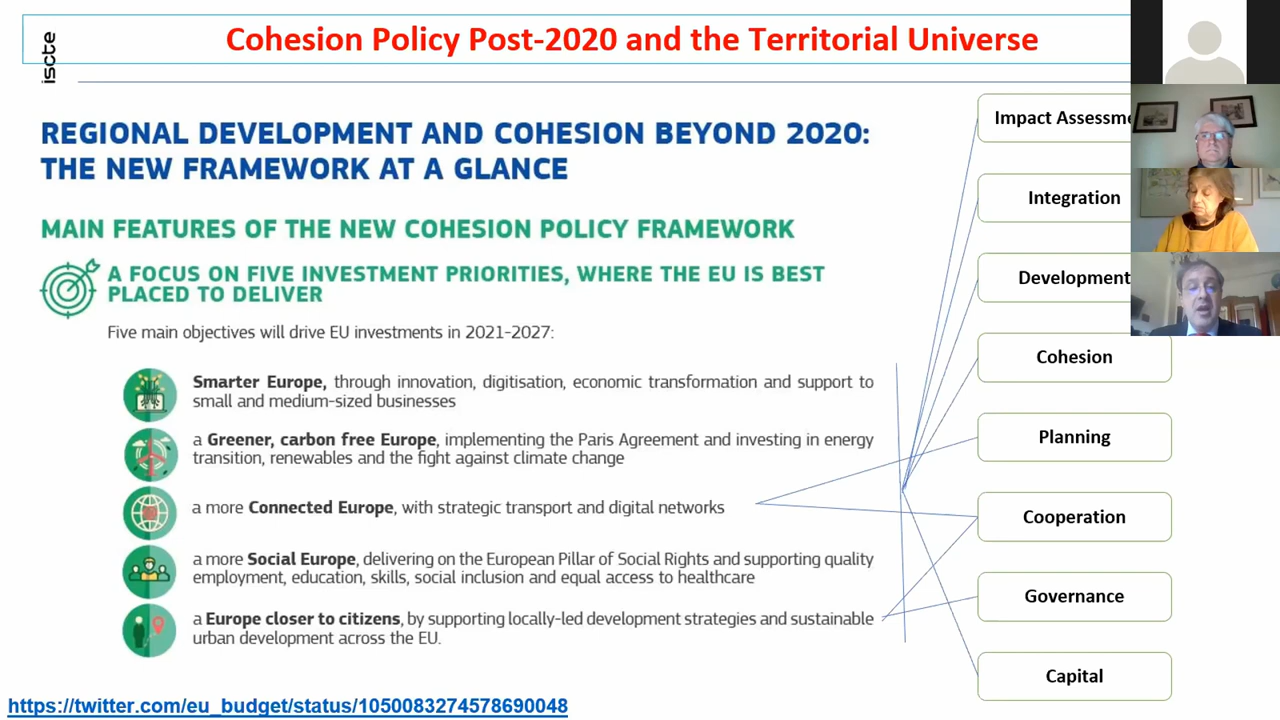 Cohesion Policy Post-2020 and the Territorial Universe
iscte
REGIONAL DEVELOPMENT AND COHESION BEYOND 2020:
THE NEW FRAMEWORK AT A GLANCE
MAIN FEATURES OF THE NEW COHESION POLICY FRAMEWORK
A FOCUS ON FIVE INVESTMENT PRIORITIES, WHERE THE EU IS BEST
PLACED TO DELIVER
Five main objectives will drive EU investments in 2021-2027:
Smarter Europe, through innovation, digitisation, economic transformation and support to
small and medium-sized businesses
a Greener, carbon free Europe, implementing the Paris Agreement and investing in energy
transition, renewables and the fight against climate change
a more Connected Europe, with strategic transport and digital networks
a more Social Europe, delivering on the European Pillar of Social Rights and supporting quality
employment, education, skills, social inclusion and equal access to healthcare
a Europe closer to citizens, by supporting locally-led development strategies and sustainable
urban development across the EU.
https://twitter.com/eu_budget/status/1050083274578690048
Impact
Integration
Development
Cohesion
Planning
Cooperation
Governance
Capital